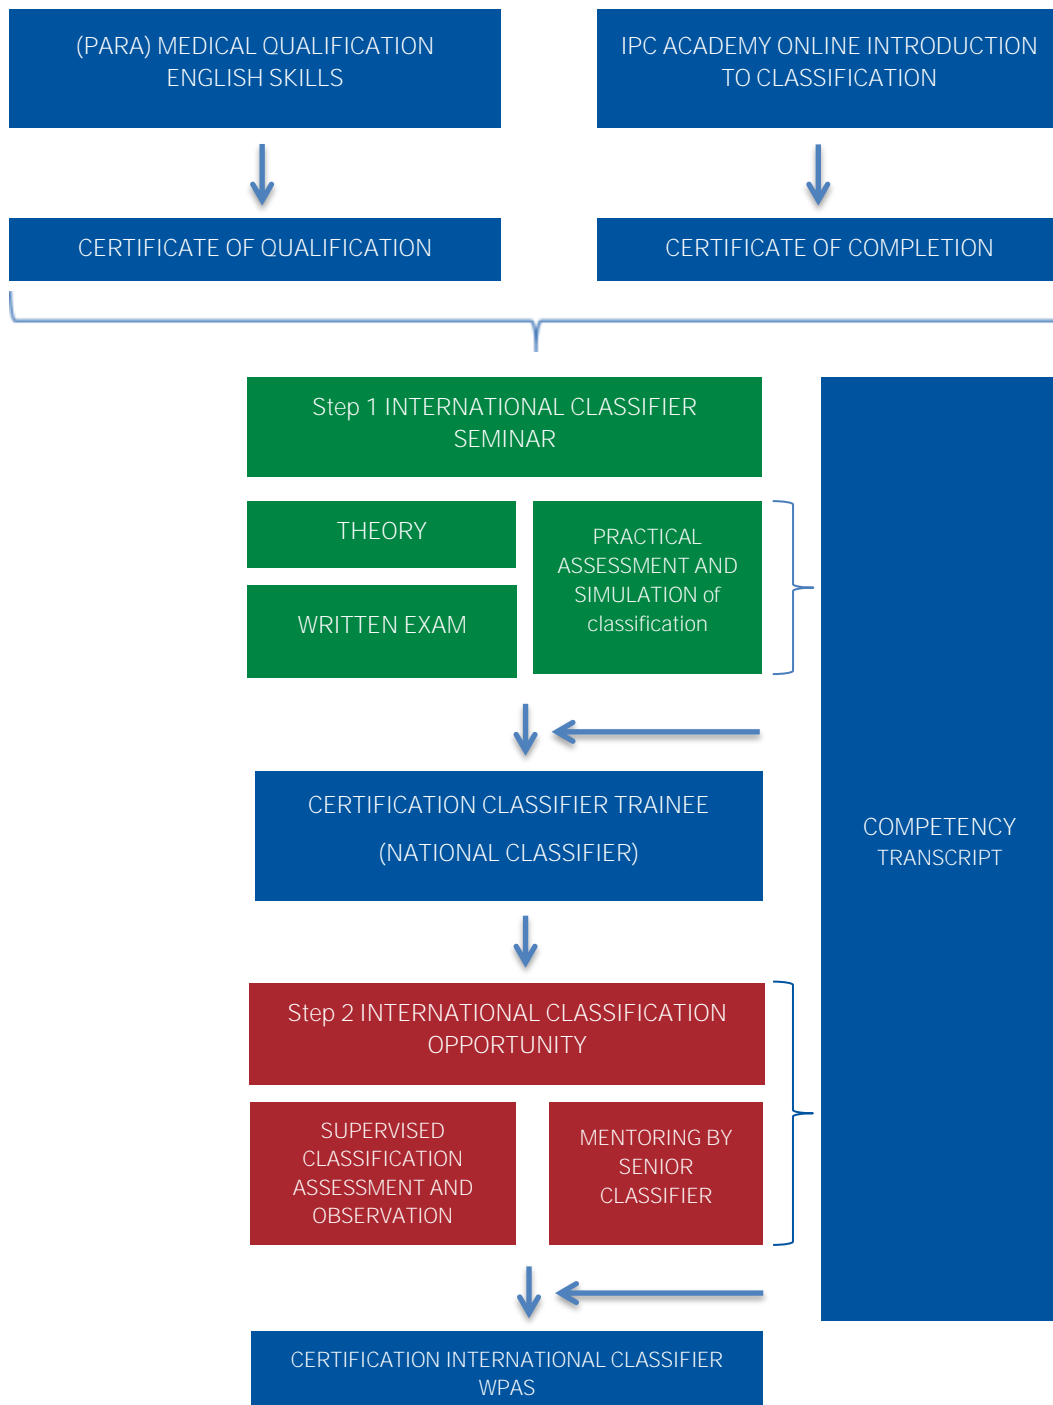 (PARA) MEDICAL QUALIFICATION
ENGLISH SKILLS
IPC ACADEMY ONLINE INTRODUCTION
TO CLASSIFICATION
CERTIFICATE OF QUALIFICATION
CERTIFICATE OF COMPLETION
Step 1 INTERNATIONAL CLASSIFIER
SEMINAR
THEORY
WRITTEN EXAM
PRACTICAL
ASSESSMENT AND
SIMULATION of
classification
CERTIFICATION CLASSIFIER TRAINEE
(NATIONAL CLASSIFIER)
COMPETENCY
TRANSCRIPT
Step 2 INTERNATIONAL CLASSIFICATION
OPPORTUNITY
SUPERVISED
CLASSIFICATION
ASSESSMENT AND
OBSERVATION
MENTORING BY
SENIOR
CLASSIFIER
CERTIFICATION INTERNATIONAL CLASSIFIER
WPAS